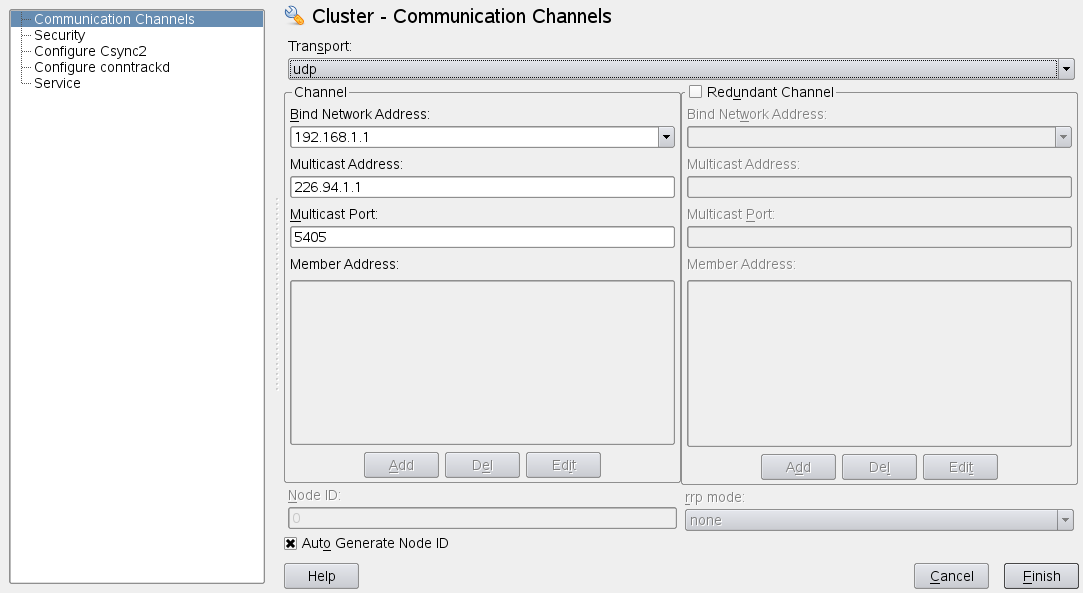 Communication Channels
Security
Configure Csync2
Configure conntrackd
Service
Cluster - Communication Channels
Transport:
udp
Channel
Bind Network Address:
192.168.1.1
Multicast Address:
226.94.1.1
Multicast Port:
5405
Member Address:
Add Del Edit
Node ID:
0
Auto Generate Node ID
Redundant Channel
Bind Network Address:
Multicast Address:
Multicast Port:
Member Address:
Add Del Edit
rrp mode:
none
Help Cancel Finish